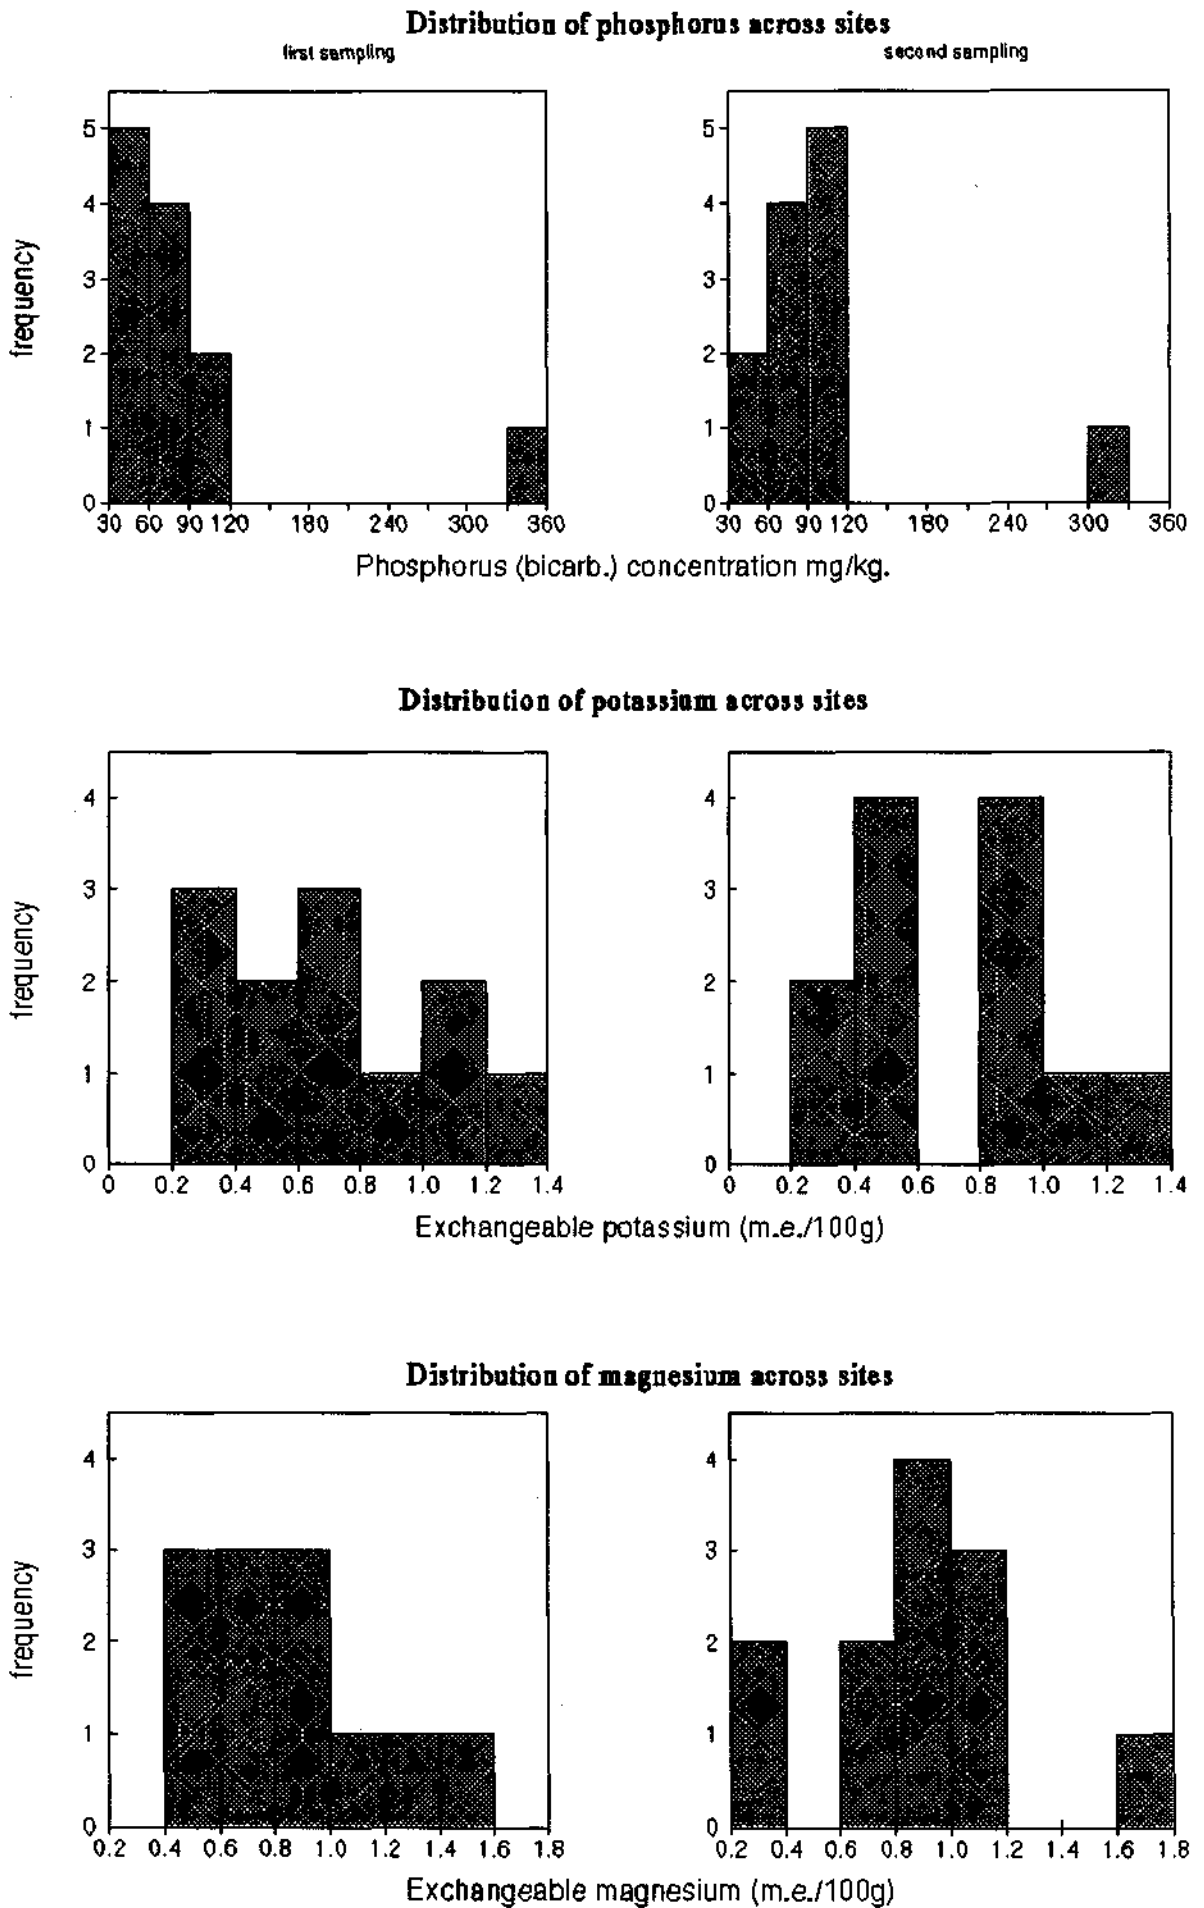 Distribution of phosphorus across sites
first sampling
second sampling
frequency
5
4
3
2
1
0
30 60 90 120 180 240 300 360
5
4
3
2
1
0
30 60 90 120 180 240 300 360
Phosphorus (bicarb.) concentration mg/kg.
Distribution of potassium across sites
frequency
4
3
2
1
0
0 0.2 0.4 0.6 0.8 1.0 1.2 1.4
4
3
2
1
0
0 0.2 0.4 0.6 0.8 1.0 1.2 1.4
Exchangeable potassium (m.e./100g)
Distribution of magnesium across sites
frequency
4
3
2
1
0
0.2 0.4 0.6 0.8 1.0 1.2 1.4 1.6 1.8
4
3
2
1
0
0.2 0.4 0.6 0.8 1.0 1.2 1.4 1.6 1.8
Exchangeable magnesium (m.e./100g)